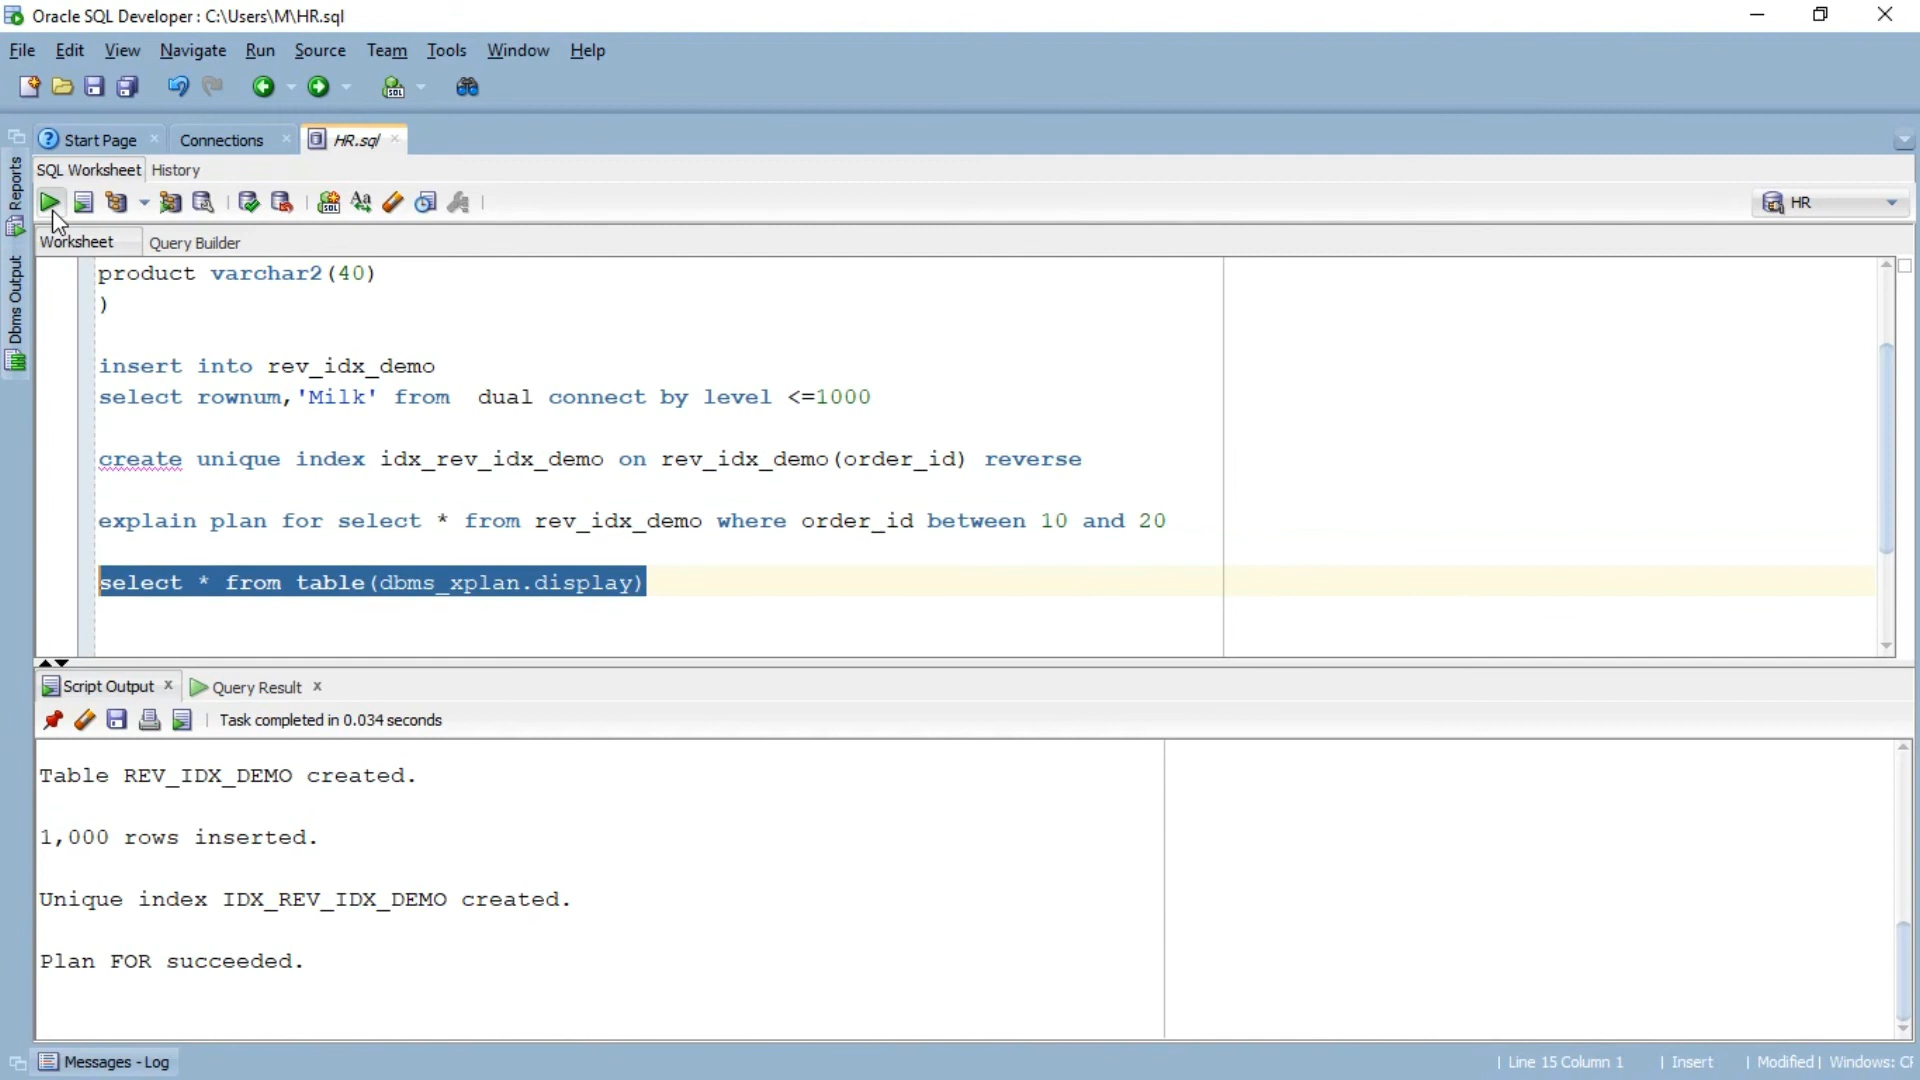 Oracle SQL Developer : C:\Users\M\HR.sql
File Edit View Navigate Run Source Team Tools Window Help
Start Page Connections HR.sql
SQL Worksheet History
HR
Worksheet Query Builder
Reports
Dbms Output
product varchar2(40)
)
insert into rev_idx_demo
select rownum,'Milk' from  dual connect by level <=1000
create unique index idx_rev_idx_demo on rev_idx_demo(order_id) reverse
explain plan for select * from rev_idx_demo where order_id between 10 and 20
select * from table(dbms_xplan.display)
Script Output x Query Result x
Task completed in 0.034 seconds
Table REV_IDX_DEMO created.
1,000 rows inserted.
Unique index IDX_REV_IDX_DEMO created.
Plan FOR succeeded.
Messages - Log
| Line 15 Column 1 | Insert | Modified | Windows: CF